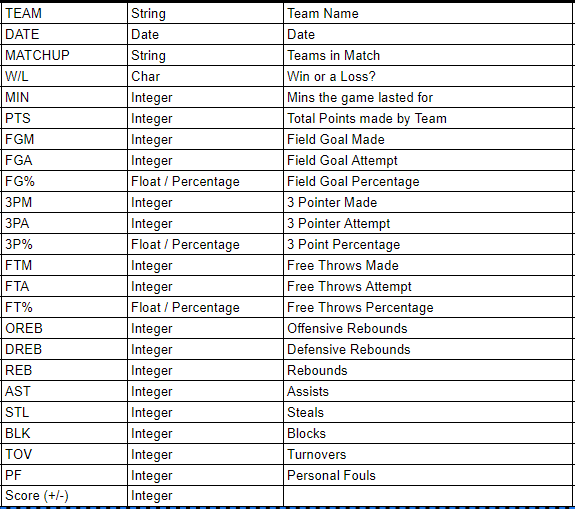 TEAM String Team Name
DATE Date Date
MATCHUP String Teams in Match
W/L Char Win or a Loss?
MIN Integer Mins the game lasted for
PTS Integer Total Points made by Team
FGM Integer Field Goal Made
FGA Integer Field Goal Attempt
FG% Float / Percentage Field Goal Percentage
3PM Integer 3 Pointer Made
3PA Integer 3 Pointer Attempt
3P% Float / Percentage 3 Point Percentage
FTM Integer Free Throws Made
FTA Integer Free Throws Attempt
FT% Float / Percentage Free Throws Percentage
OREB Integer Offensive Rebounds
DREB Integer Defensive Rebounds
REB Integer Rebounds
AST Integer Assists
STL Integer Steals
BLK Integer Blocks
TOV Integer Turnovers
PF Integer Personal Fouls
Score (+/-) Integer